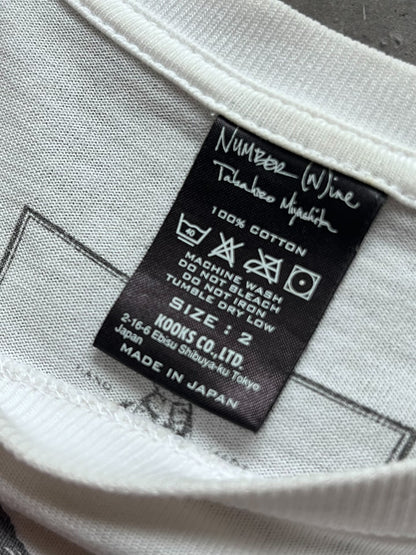 NUMBER (N)ine
Takahiro Miyashita
100% COTTON
40
MACHINE WASH
DO NOT BLEACH
DO NOT IRON
TUMBLE DRY LOW
SIZE : 2
KOOKS CO., LTD.
2-16-6 Ebisu Shibuya-ku Tokyo
Japan
MADE IN JAPAN